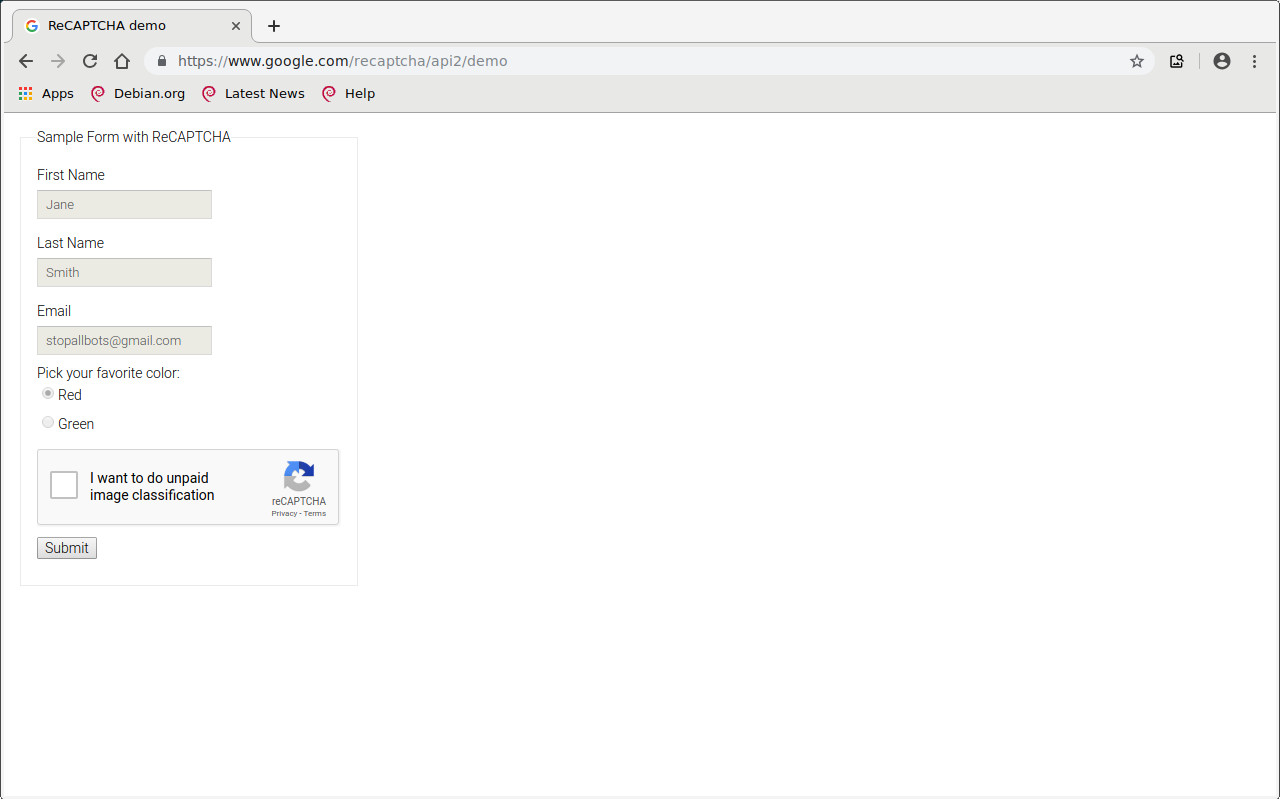 ReCAPTCHA demo
https://www.google.com/recaptcha/api2/demo
Apps Debian.org Latest News Help
Sample Form with ReCAPTCHA
First Name
Jane
Last Name
Smith
Email
stopallbots@gmail.com
Pick your favorite color:
Red
Green
I want to do unpaid
image classification
reCAPTCHA
Privacy - Terms
Submit